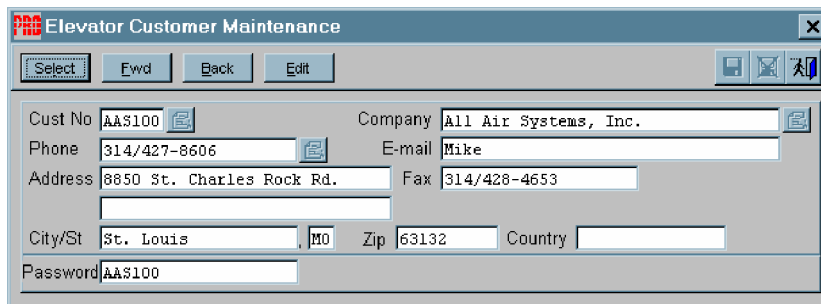 PRO Elevator Customer Maintenance
Select Fwd Back Edit
Cust No AAS100 Company All Air Systems, Inc.
Phone 314/427-8606 E-mail Mike
Address 8850 St. Charles Rock Rd. Fax 314/428-4653
City/St St. Louis , MO Zip 63132 Country
Password AAS100